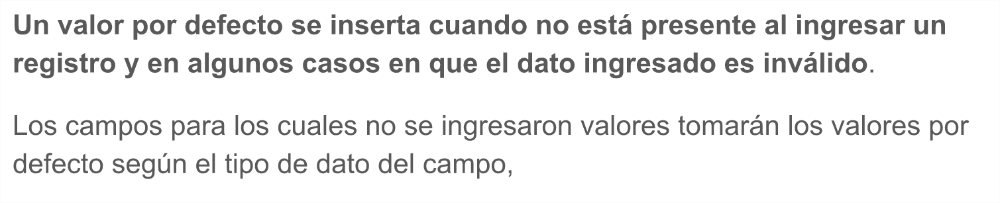 Un valor por defecto se inserta cuando no está presente al ingresar un
registro y en algunos casos en que el dato ingresado es inválido.
Los campos para los cuales no se ingresaron valores tomarán los valores por
defecto según el tipo de dato del campo,